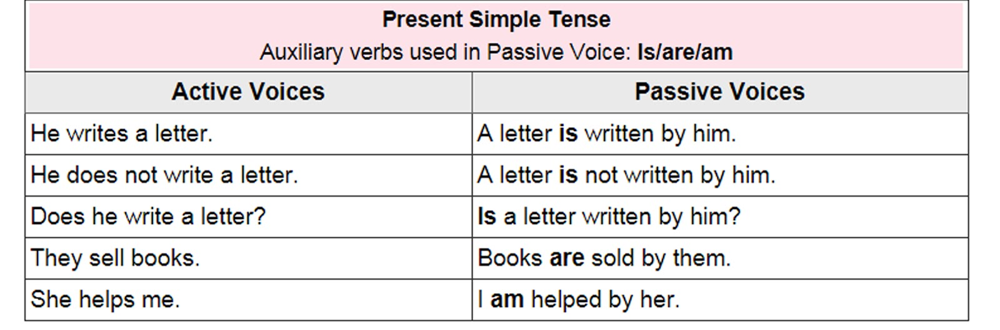 Present Simple Tense
Auxiliary verbs used in Passive Voice: Is/are/am
Active Voices Passive Voices
He writes a letter. A letter is written by him.
He does not write a letter. A letter is not written by him.
Does he write a letter? Is a letter written by him?
They sell books. Books are sold by them.
She helps me. I am helped by her.